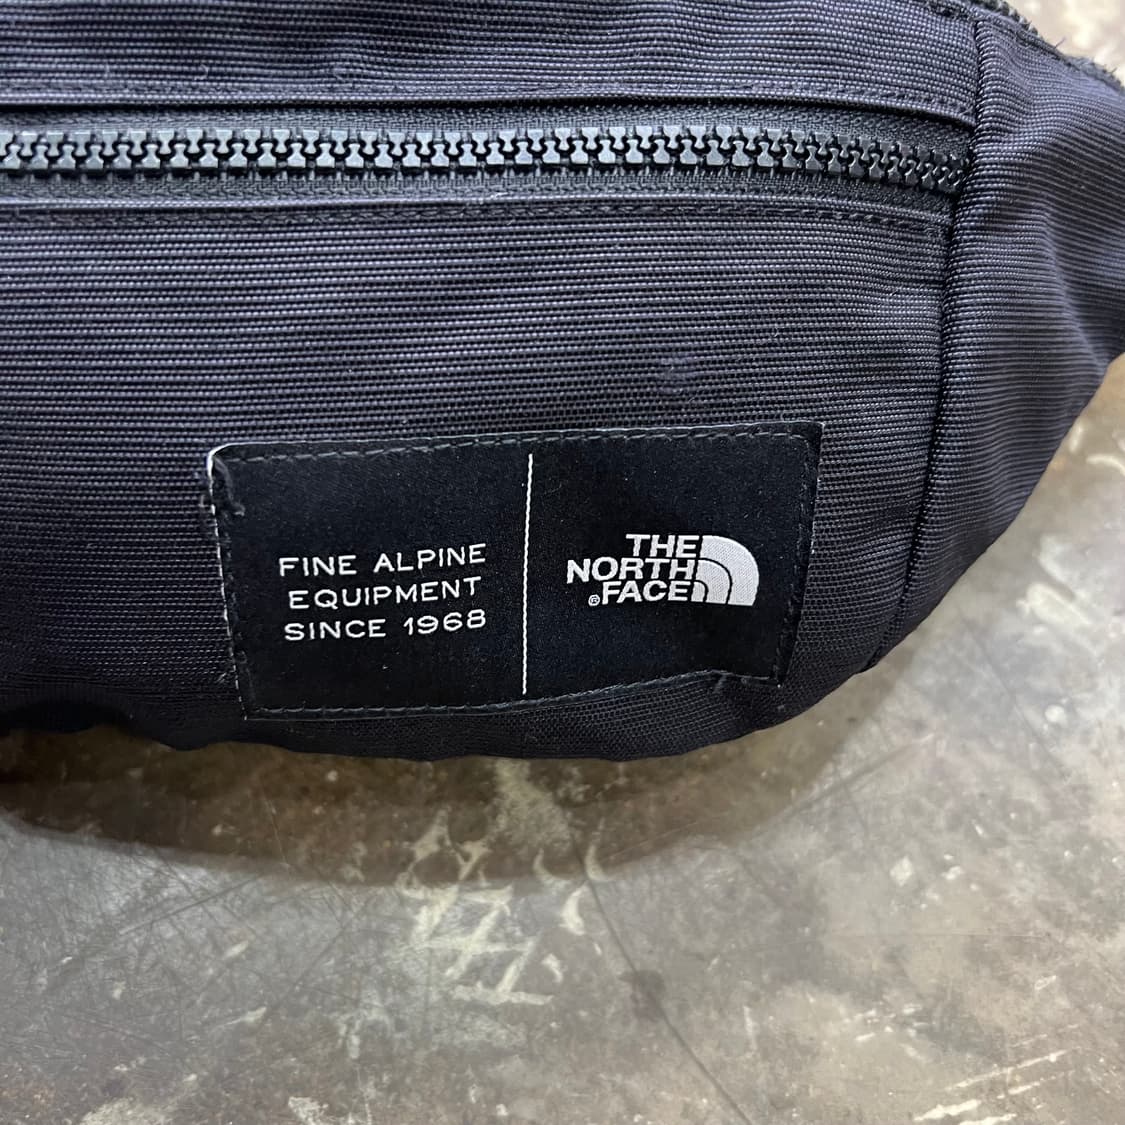 FINE ALPINE
EQUIPMENT
SINCE 1968
THE
NORTH
®FACE